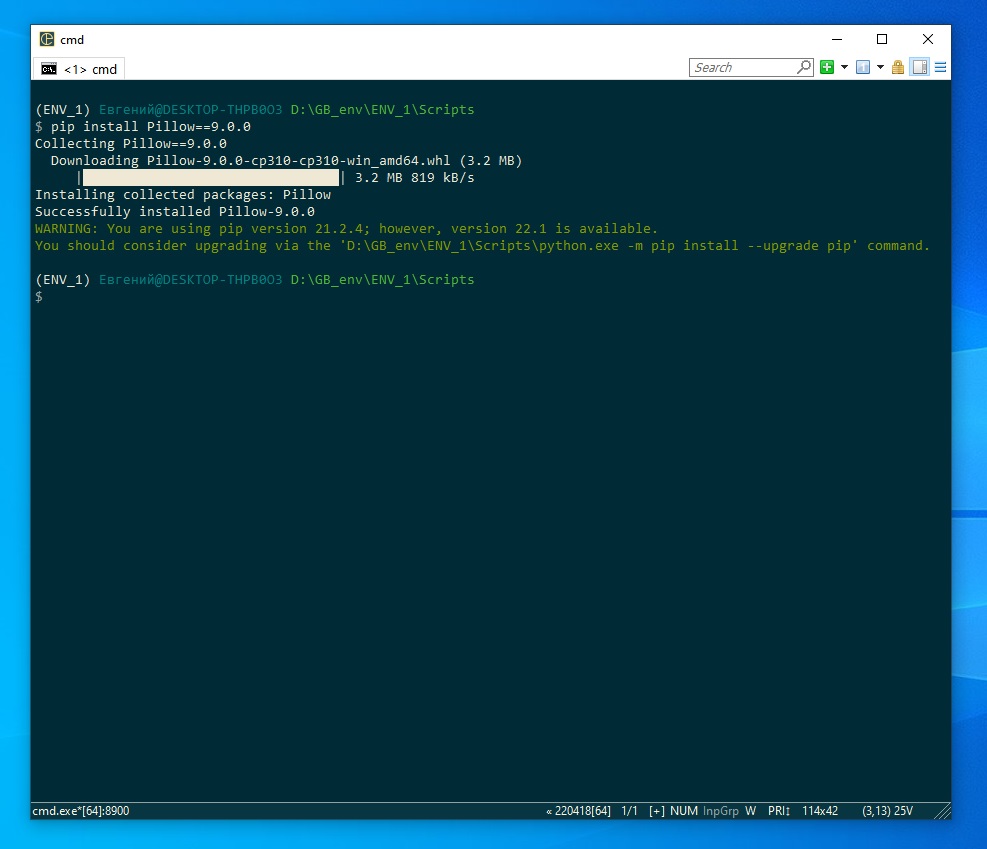 cmd
<1> cmd
Search
(ENV_1) Евгений@DESKTOP-THPB0O3 D:\GB_env\ENV_1\Scripts
$ pip install Pillow==9.0.0
Collecting Pillow==9.0.0
Downloading Pillow-9.0.0-cp310-cp310-win_amd64.whl (3.2 MB)
| | 3.2 MB 819 kB/s
Installing collected packages: Pillow
Successfully installed Pillow-9.0.0
WARNING: You are using pip version 21.2.4; however, version 22.1 is available.
You should consider upgrading via the 'D:\GB_env\ENV_1\Scripts\python.exe -m pip install --upgrade pip' command.
(ENV_1) Евгений@DESKTOP-THPB0O3 D:\GB_env\ENV_1\Scripts
$
cmd.exe*[64]:8900 « 220418[64] 1/1 [+] NUM InpGrp W PRI↕ 114x42 (3,13) 25V